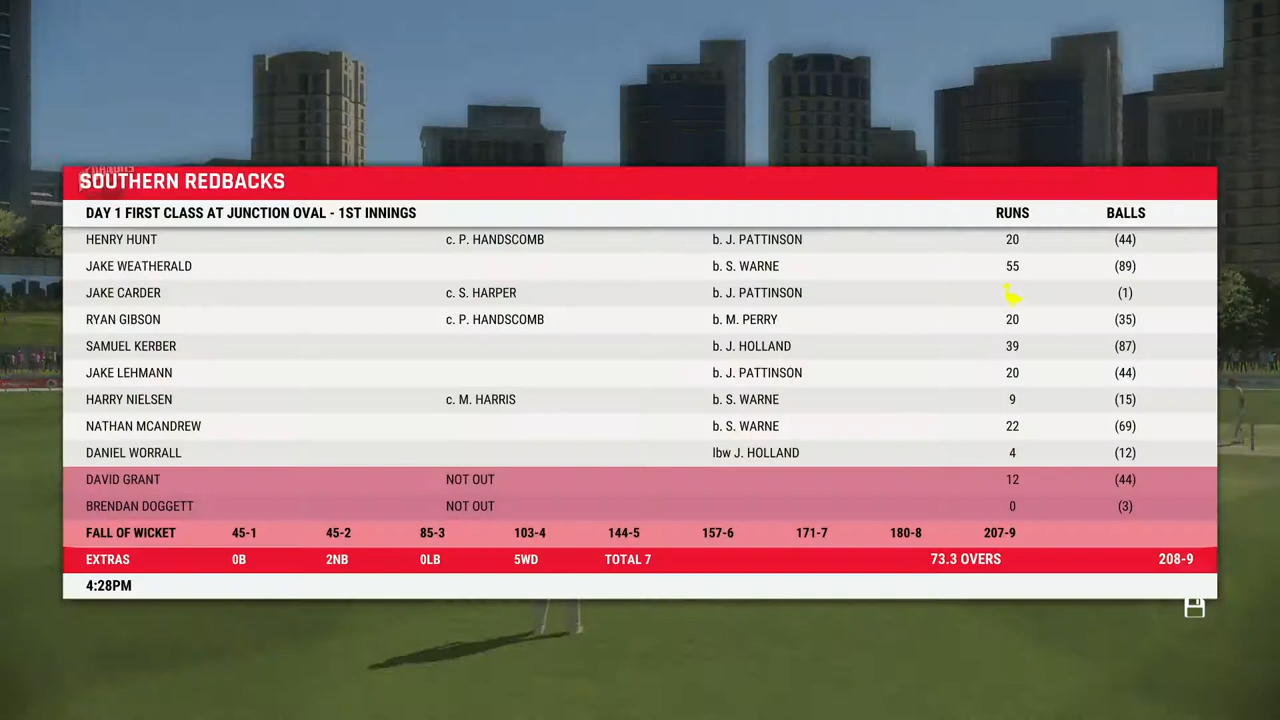 SOUTHERN REDBACKS
DAY 1 FIRST CLASS AT JUNCTION OVAL - 1ST INNINGS RUNS BALLS
HENRY HUNT c. P. HANDSCOMB b. J. PATTINSON 20 (44)
JAKE WEATHERALD b. S. WARNE 55 (89)
JAKE CARDER c. S. HARPER b. J. PATTINSON (1)
RYAN GIBSON c. P. HANDSCOMB b. M. PERRY 20 (35)
SAMUEL KERBER b. J. HOLLAND 39 (87)
JAKE LEHMANN b. J. PATTINSON 20 (44)
HARRY NIELSEN c. M. HARRIS b. S. WARNE 9 (15)
NATHAN MCANDREW b. S. WARNE 22 (69)
DANIEL WORRALL lbw J. HOLLAND 4 (12)
DAVID GRANT NOT OUT 12 (44)
BRENDAN DOGGETT NOT OUT 0 (3)
FALL OF WICKET 45-1 45-2 85-3 103-4 144-5 157-6 171-7 180-8 207-9
EXTRAS 0B 2NB 0LB 5WD TOTAL 7 73.3 OVERS 208-9
4:28PM